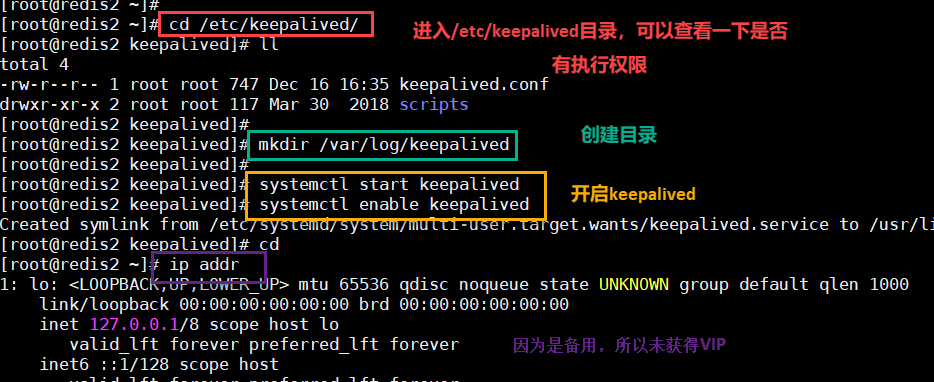 [root@redis2 ~]#
[root@redis2 ~]# cd /etc/keepalived/
进入/etc/keepalived目录，可以查看一下是否
有执行权限
[root@redis2 keepalived]# ll
total 4
-rw-r--r-- 1 root root 747 Dec 16 16:35 keepalived.conf
drwxr-xr-x 2 root root 117 Mar 30  2018 scripts
[root@redis2 keepalived]#
[root@redis2 keepalived]# mkdir /var/log/keepalived
创建目录
[root@redis2 keepalived]#
[root@redis2 keepalived]# systemctl start keepalived
[root@redis2 keepalived]# systemctl enable keepalived
开启keepalived
Created symlink from /etc/systemd/system/multi-user.target.wants/keepalived.service to /usr/li
[root@redis2 keepalived]# cd
[root@redis2 ~]# ip addr
1: lo: <LOOPBACK,UP,LOWER_UP> mtu 65536 qdisc noqueue state UNKNOWN group default qlen 1000
    link/loopback 00:00:00:00:00:00 brd 00:00:00:00:00:00
    inet 127.0.0.1/8 scope host lo
       valid_lft forever preferred_lft forever
因为是备用，所以未获得VIP
    inet6 ::1/128 scope host
       valid_lft forever preferred_lft forever